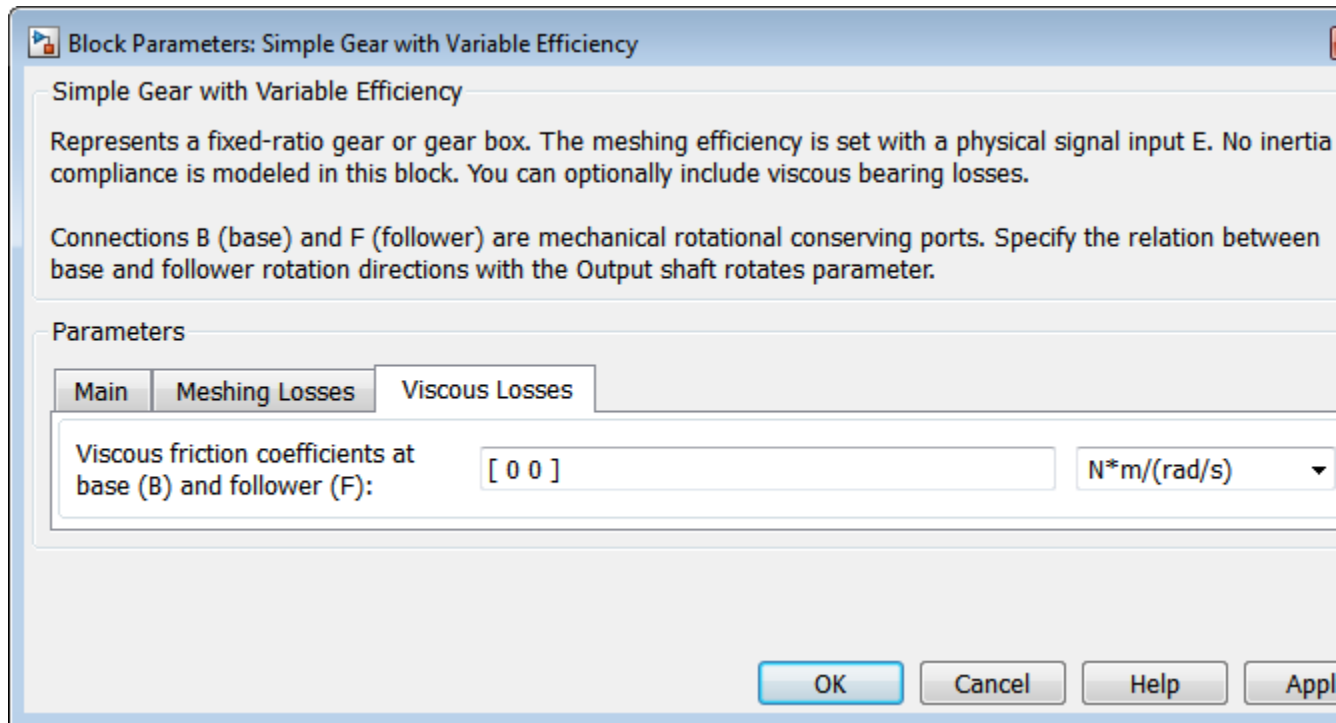 Block Parameters: Simple Gear with Variable Efficiency
Simple Gear with Variable Efficiency
Represents a fixed-ratio gear or gear box. The meshing efficiency is set with a physical signal input E. No inertia
compliance is modeled in this block. You can optionally include viscous bearing losses.
Connections B (base) and F (follower) are mechanical rotational conserving ports. Specify the relation between
base and follower rotation directions with the Output shaft rotates parameter.
Parameters
Main Meshing Losses Viscous Losses
Viscous friction coefficients at
base (B) and follower (F):
[ 0 0 ] N*m/(rad/s)
OK Cancel Help Appl